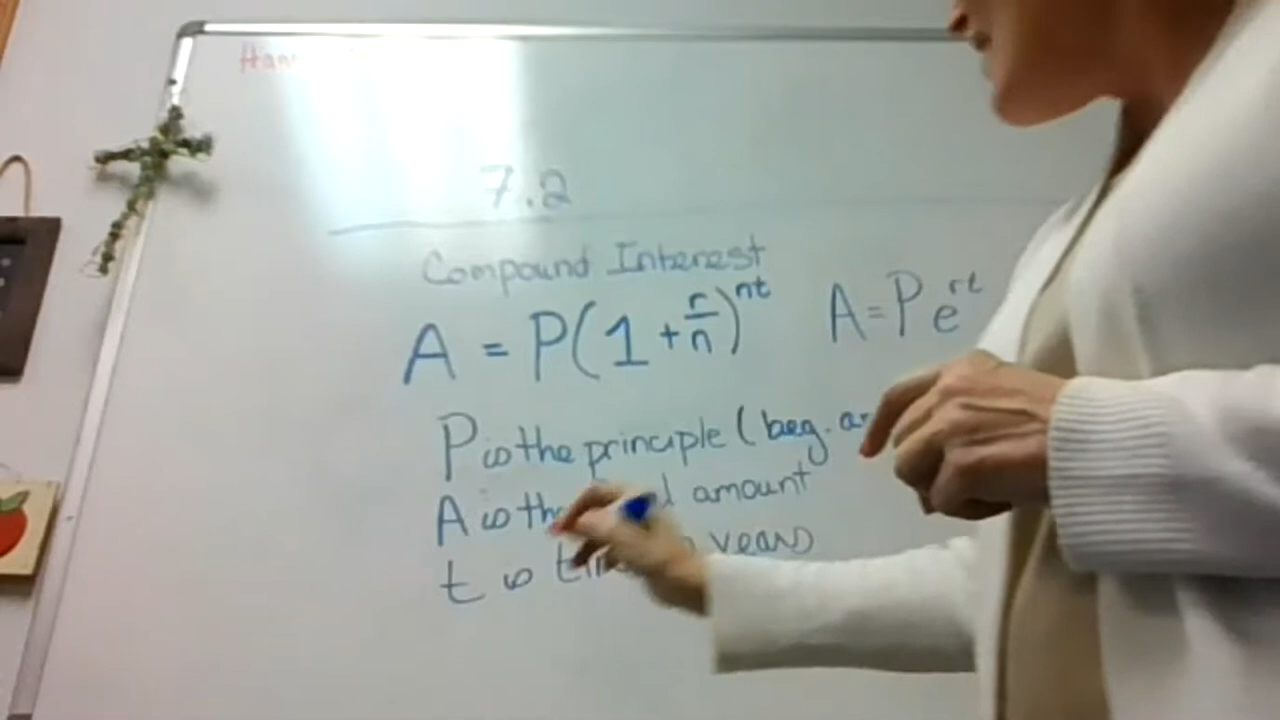 7.2
Compound Interest
A = P(1 + r/n)^nt A = Pe^rt
P is the principle (beg.
A is the amount
t is years